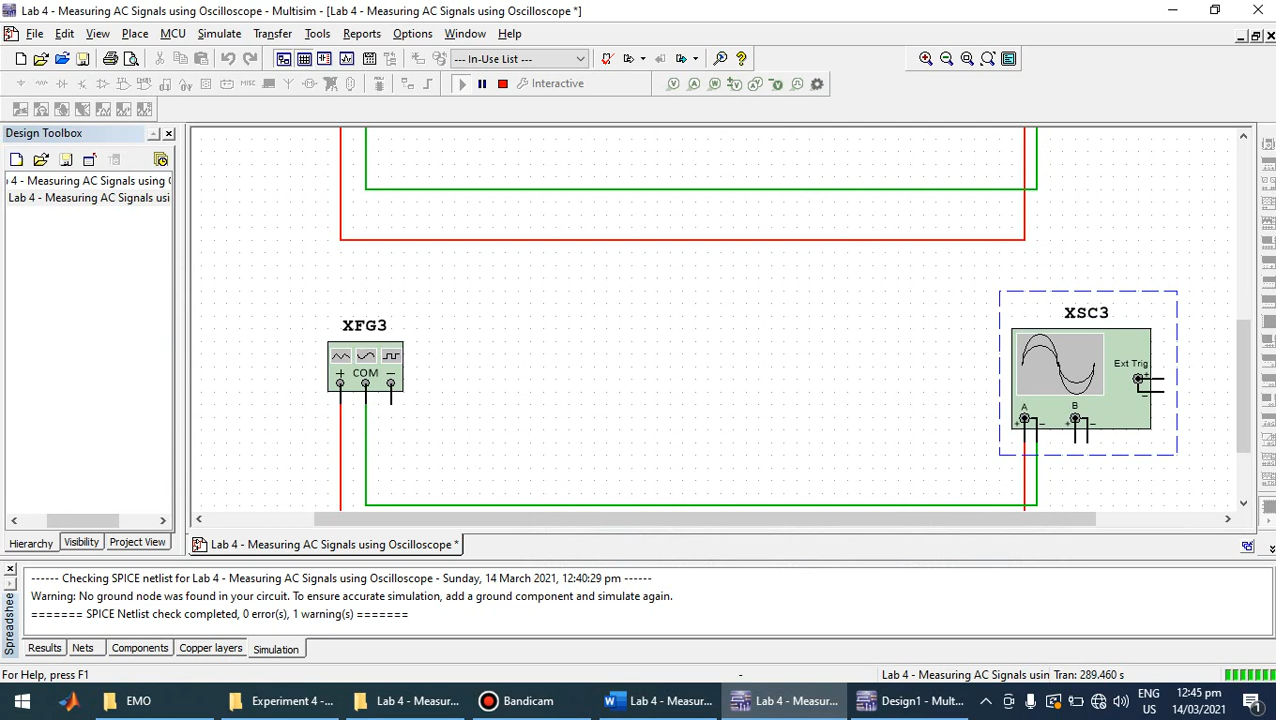 Lab 4 - Measuring AC Signals using Oscilloscope - Multisim - [Lab 4 - Measuring AC Signals using Oscilloscope *]
File Edit View Place MCU Simulate Transfer Tools Reports Options Window Help
--- In-Use List ---
Interactive
Design Toolbox
4 - Measuring AC Signals using O
Lab 4 - Measuring AC Signals usi
XFG3
+ COM −
XSC3
Ext Trig
+
−
A B
+ − + −
Hierarchy Visibility Project View
Lab 4 - Measuring AC Signals using Oscilloscope *
------ Checking SPICE netlist for Lab 4 - Measuring AC Signals using Oscilloscope - Sunday, 14 March 2021, 12:40:29 pm ------
Warning: No ground node was found in your circuit. To ensure accurate simulation, add a ground component and simulate again.
======= SPICE Netlist check completed, 0 error(s), 1 warning(s) =======
Spreadsheet
Results Nets Components Copper layers Simulation
For Help, press F1
-
Lab 4 - Measuring AC Signals usin Tran: 289.460 s
EMO
Experiment 4 -...
Lab 4 - Measur...
Bandicam
Lab 4 - Measur...
Lab 4 - Measur...
Design1 - Mult...
ENG
US
12:45 pm
14/03/2021
1